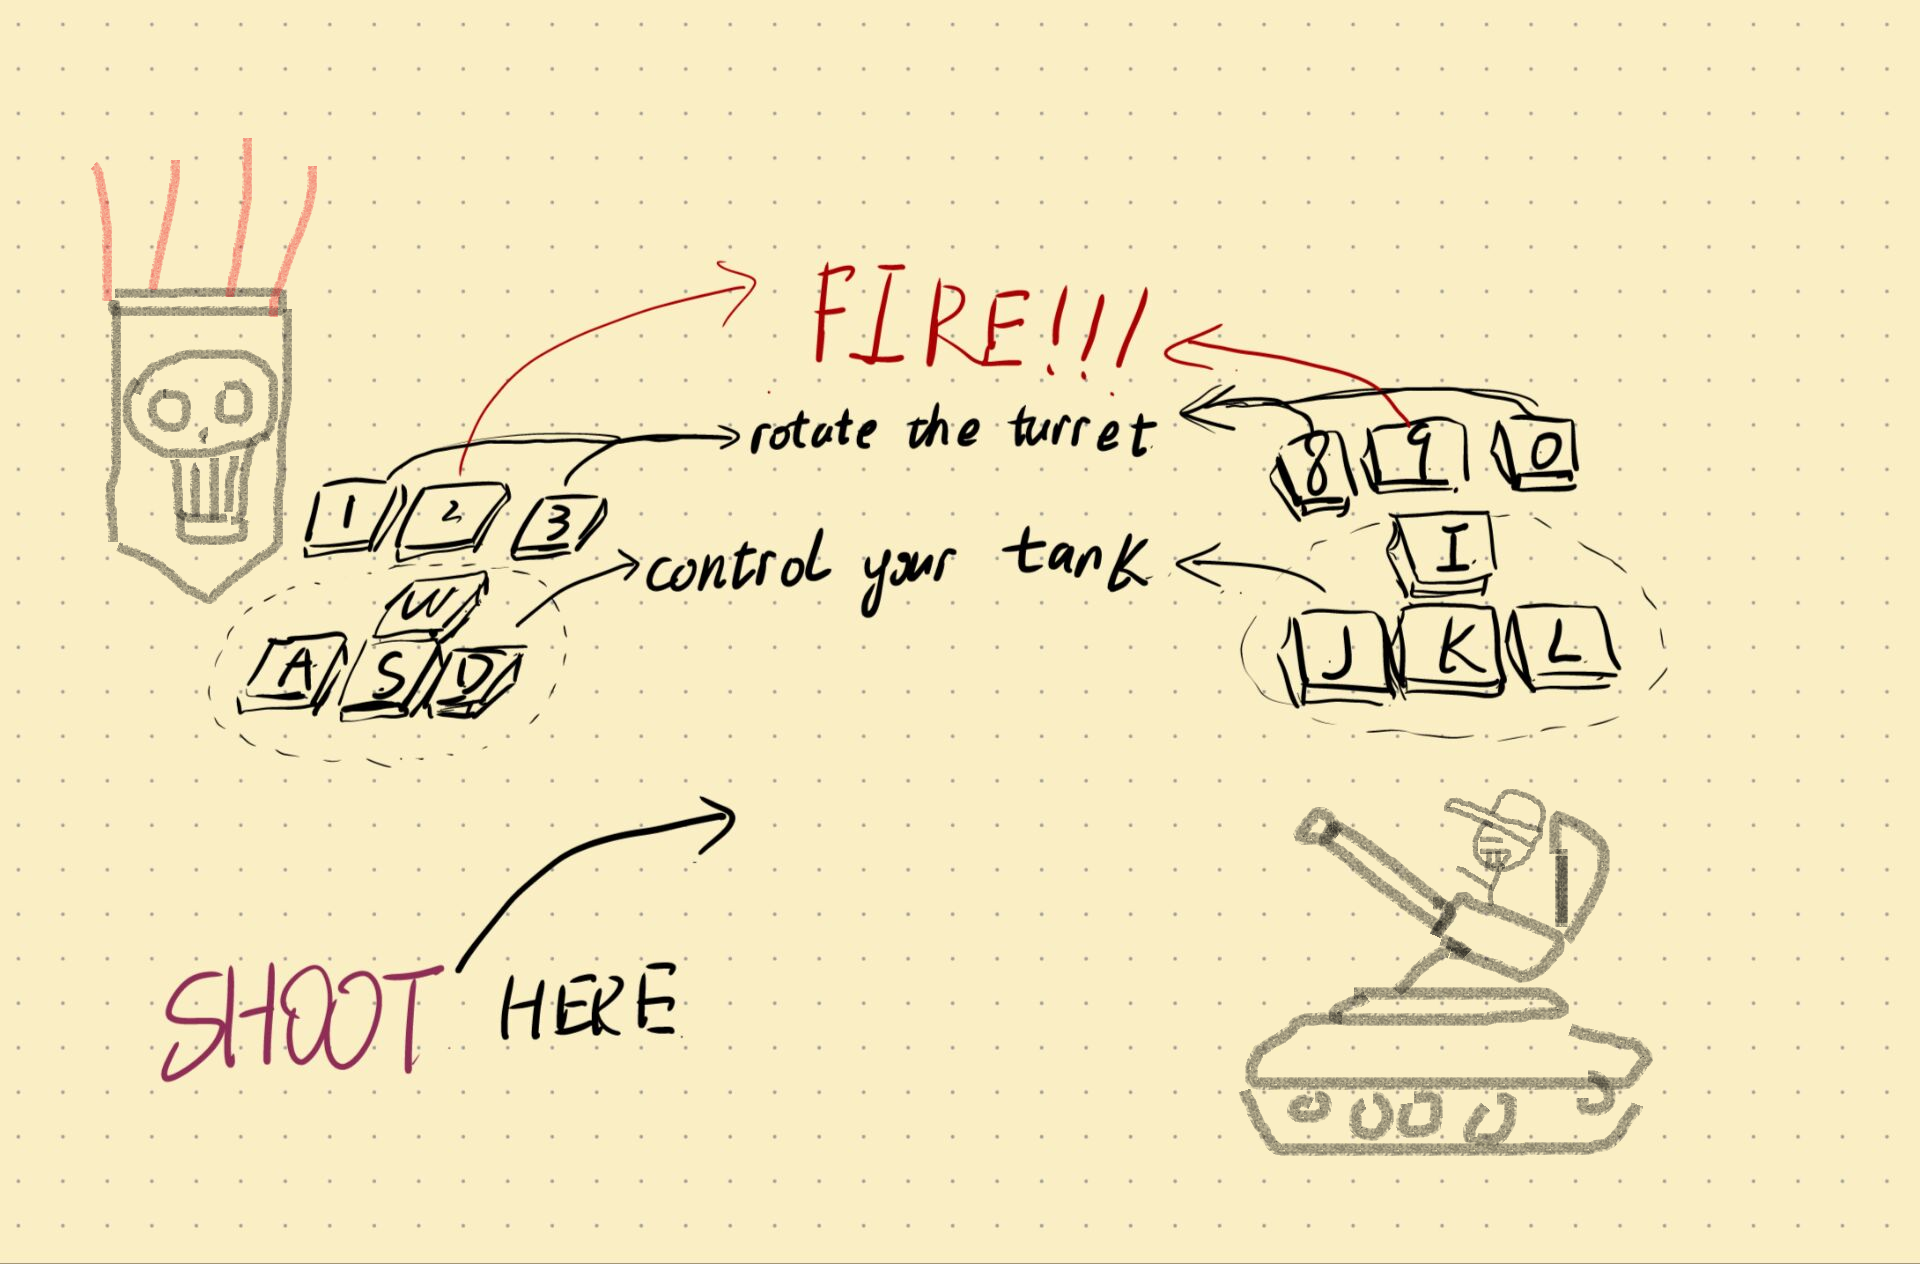 FIRE!!!
rotate the turret
1 2 3
8 9 0
control your tank
W
A S D
I
J K L
SHOOT HERE